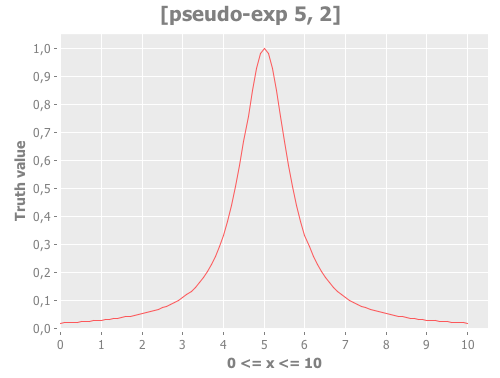 [pseudo-exp 5, 2]
1,0
0,9
0,8
0,7
0,6
0,5
0,4
0,3
0,2
0,1
0,0
Truth value
0 1 2 3 4 5 6 7 8 9 10
0 <= x <= 10